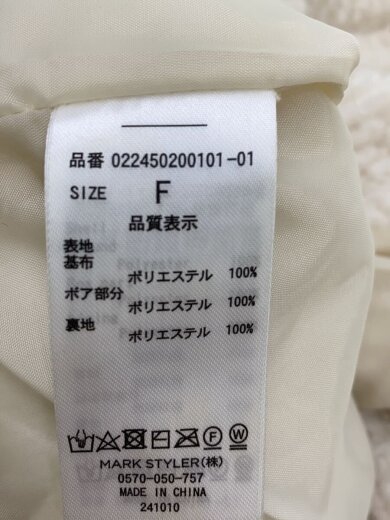 品番 022450200101-01
SIZE F
品質表示
表地
基布 ポリエステル 100%
ボア部分 ポリエステル 100%
裏地 ポリエステル 100%
MARK STYLER(株)
0570-050-757
MADE IN CHINA
241010